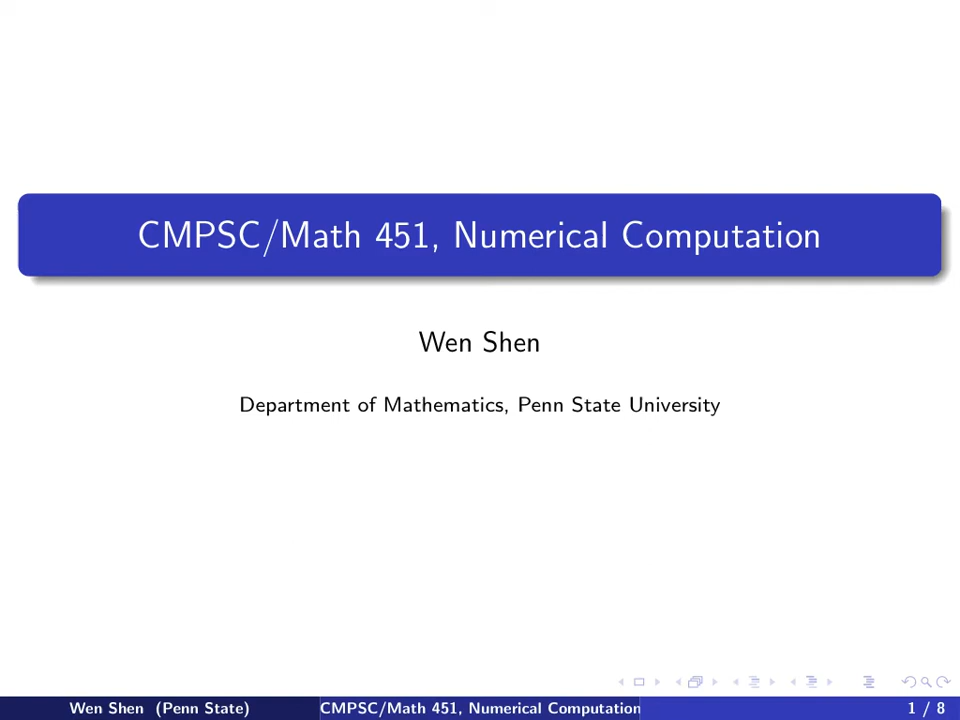 CMPSC/Math 451, Numerical Computation
Wen Shen
Department of Mathematics, Penn State University
Wen Shen (Penn State)
CMPSC/Math 451, Numerical Computation
1 / 8